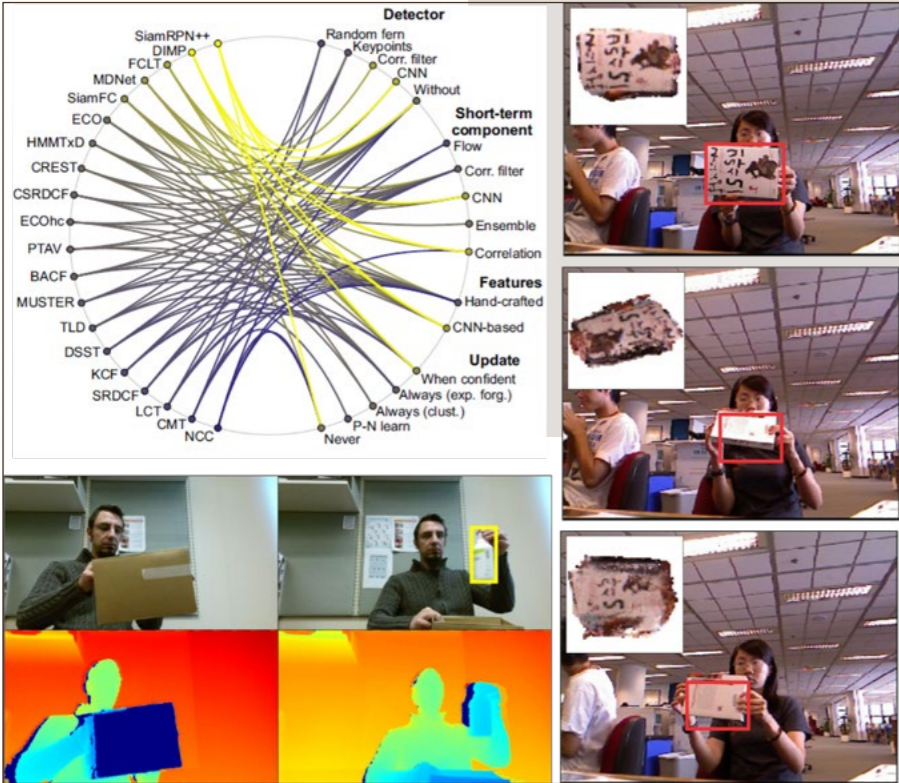 Detector
SiamRPN++
DIMP
FCLT
MDNet
SiamFC
ECO
HMMTxD
CREST
CSRDCF
ECOhc
PTAV
BACF
MUSTER
TLD
DSST
KCF
SRDCF
LCT
CMT
NCC
Random fern
Keypoints
Corr. filter
CNN
Without
Short-term
component
Flow
Corr. filter
CNN
Ensemble
Correlation
Features
Hand-crafted
CNN-based
Update
When confident
Always (exp. forg.)
Always (clust.)
P-N learn
Never